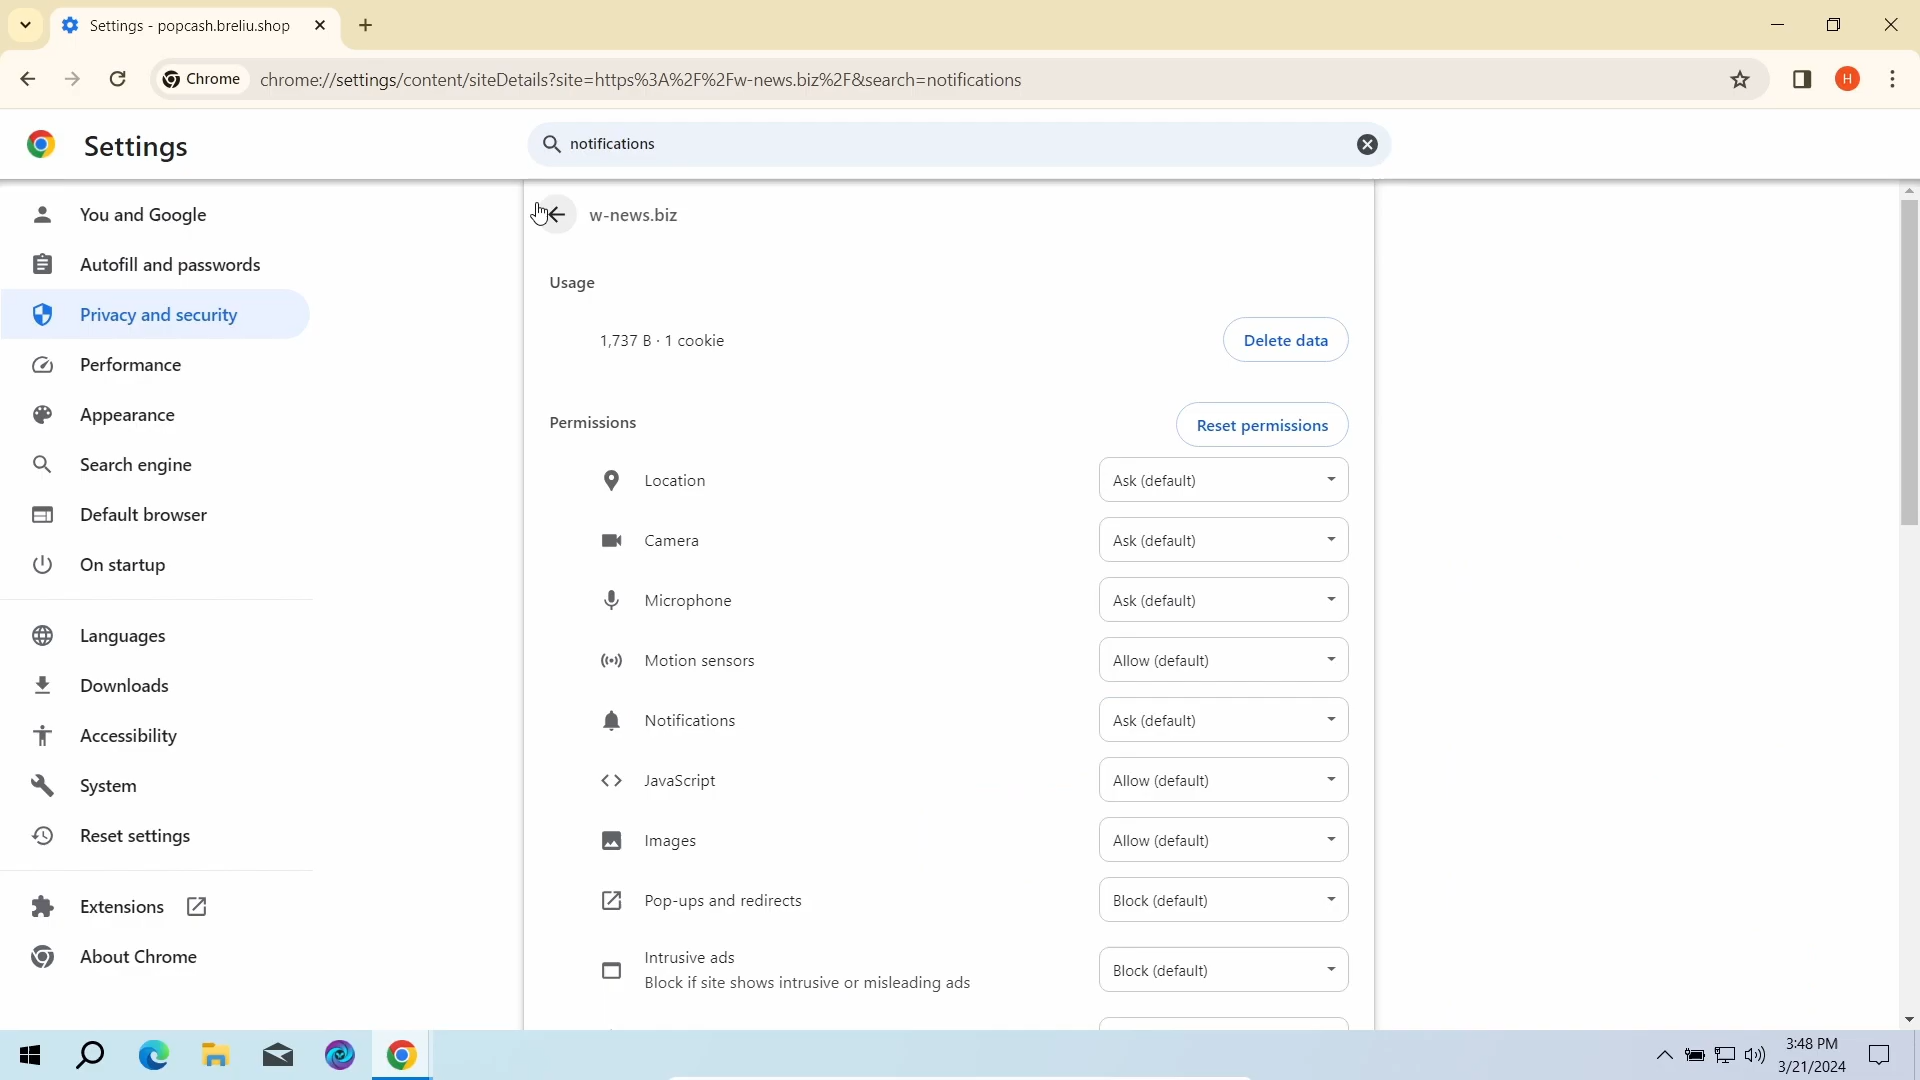 Settings - popcash.breliu.shop
Chrome
chrome://settings/content/siteDetails?site=https%3A%2F%2Fw-news.biz%2F&search=notifications
H
Settings
notifications
You and Google
Autofill and passwords
Privacy and security
Performance
Appearance
Search engine
Default browser
On startup
Languages
Downloads
Accessibility
System
Reset settings
Extensions
About Chrome
w-news.biz
Usage
1,737 B · 1 cookie
Delete data
Permissions
Reset permissions
Location
Ask (default)
Camera
Ask (default)
Microphone
Ask (default)
Motion sensors
Allow (default)
Notifications
Ask (default)
JavaScript
Allow (default)
Images
Allow (default)
Pop-ups and redirects
Block (default)
Intrusive ads
Block if site shows intrusive or misleading ads
Block (default)
3:48 PM
3/21/2024